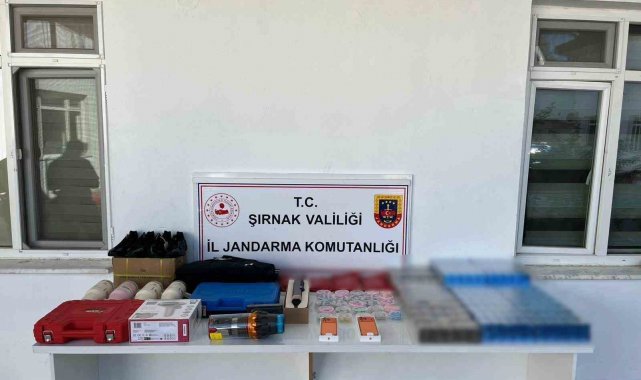 T.C.
ŞIRNAK VALİLİĞİ
İL JANDARMA KOMUTANLIĞI